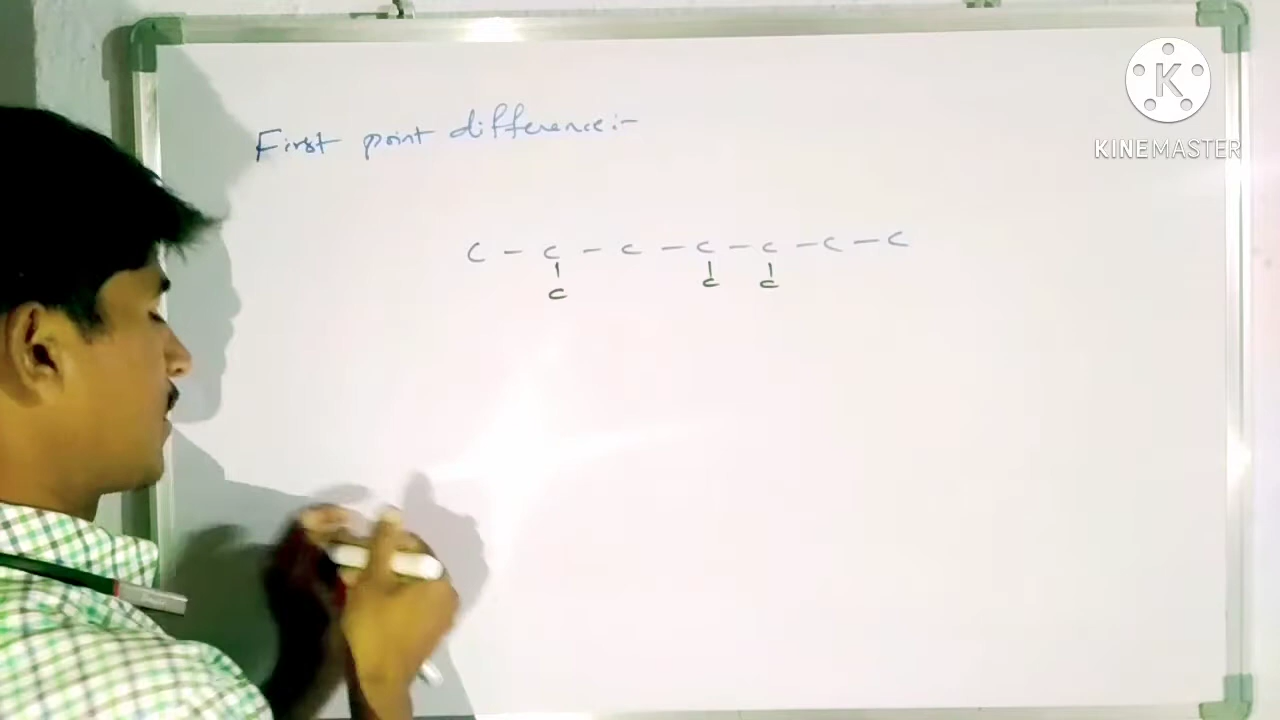 K
KINEMASTER
First point difference:-
C - C - C - C - C - C - C
C C C